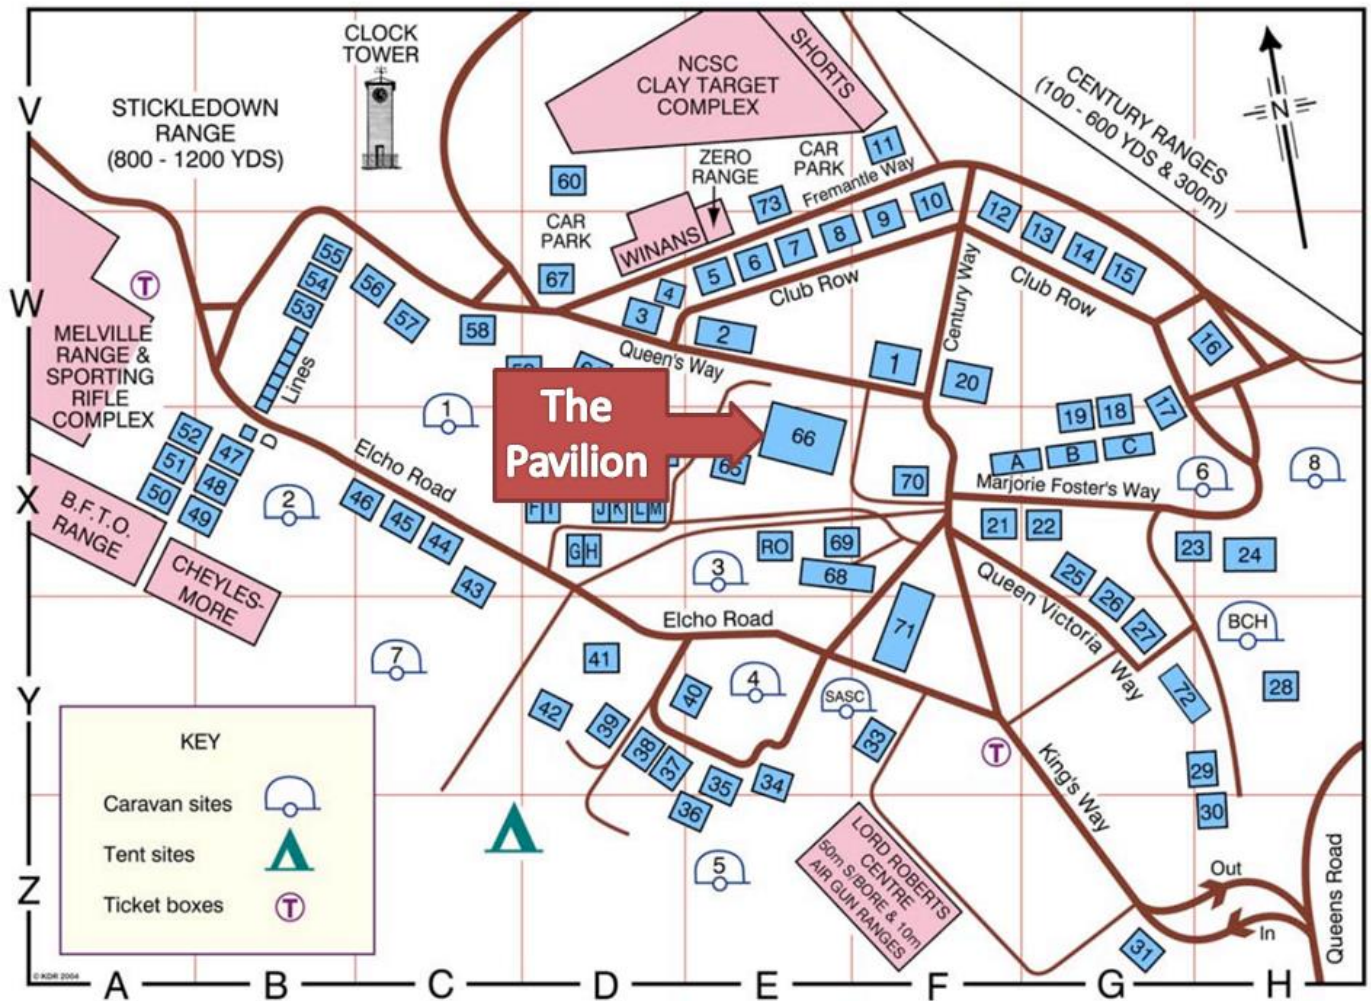 CLOCK
TOWER
NCSC
CLAY TARGET
COMPLEX
SHORTS
CENTURY RANGES
(100 - 600 YDS & 300m)
N
V
STICKLEDOWN
RANGE
(800 - 1200 YDS)
60
ZERO
RANGE
CAR
PARK
11
Fremantle Way
73
CAR
PARK
WINANS
10
9
8
7
6
5
12
13
14
15
Club Row
Club Row
Century Way
55
54
53
56
57
58
67
4
3
2
1
20
16
T
W
MELVILLE
RANGE &
SPORTING
RIFLE
COMPLEX
Lines
Queen's Way
The
Pavilion
66
1
19
18
17
A
B
C
52
51
50
47
48
49
D
Elcho Road
2
46
45
44
43
70
Marjorie Foster's Way
6
8
X
B.F.T.O.
RANGE
CHEYLES-
MORE
J
K
L
M
G
H
3
RO
69
68
21
22
23
24
25
26
27
Queen Victoria
Way
BCH
Elcho Road
71
7
41
40
4
SASC
72
28
Y
42
39
38
37
35
34
36
33
T
King's Way
29
30
KEY
Caravan sites
Tent sites
Ticket boxes
T
5
LORD ROBERTS
CENTRE
50m S/BORE & 10m
AIR GUN RANGES
Z
Out
In
31
Queens Road
© KDR 2004
A
B
C
D
E
F
G
H